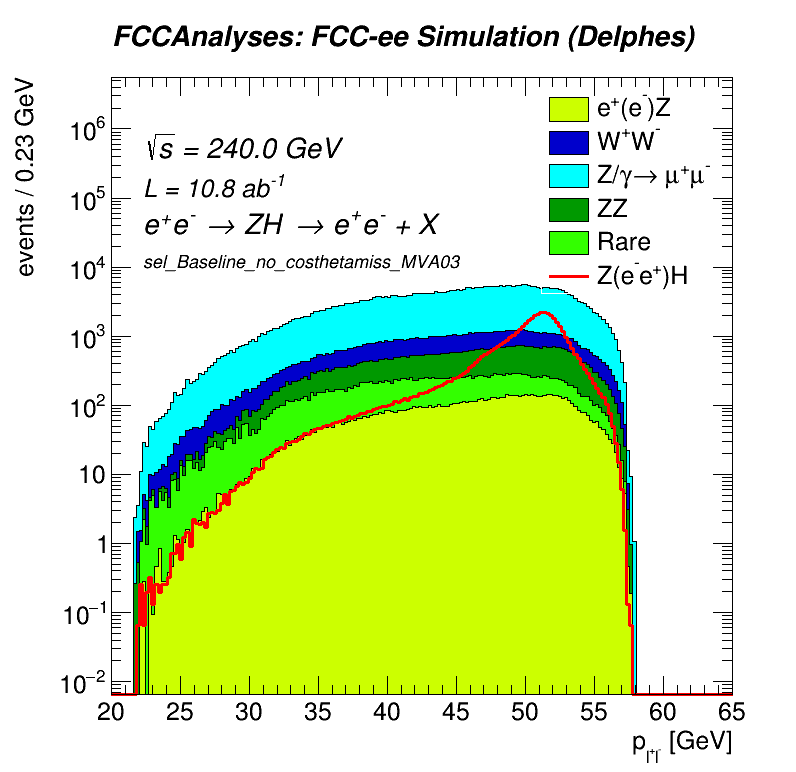 FCCAnalyses: FCC-ee Simulation (Delphes)
events / 0.23 GeV
√s = 240.0 GeV
L = 10.8 ab⁻¹
e⁺e⁻ → ZH → e⁺e⁻ + X
sel_Baseline_no_costhetamiss_MVA03
e⁺(e⁻)Z
W⁺W⁻
Z/γ→ μ⁺μ⁻
ZZ
Rare
Z(e⁻e⁺)H
10⁶
10⁵
10⁴
10³
10²
10
1
10⁻¹
10⁻²
20 25 30 35 40 45 50 55 60 65
p_l⁺l⁻ [GeV]